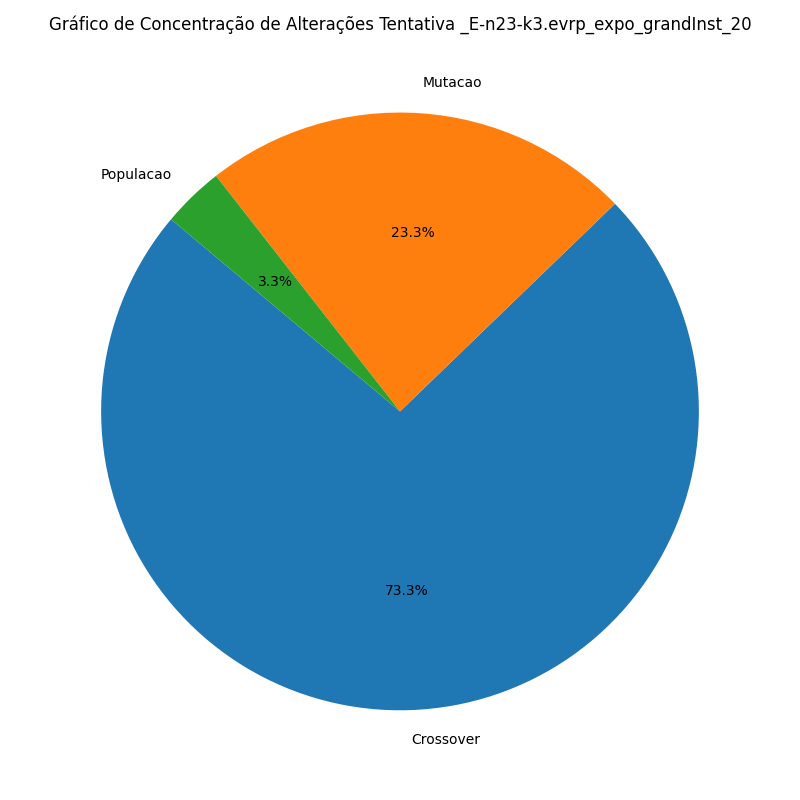 Gráfico de Concentração de Alterações Tentativa _E-n23-k3.evrp_expo_grandInst_20
Mutacao
Populacao
23.3%
3.3%
73.3%
Crossover